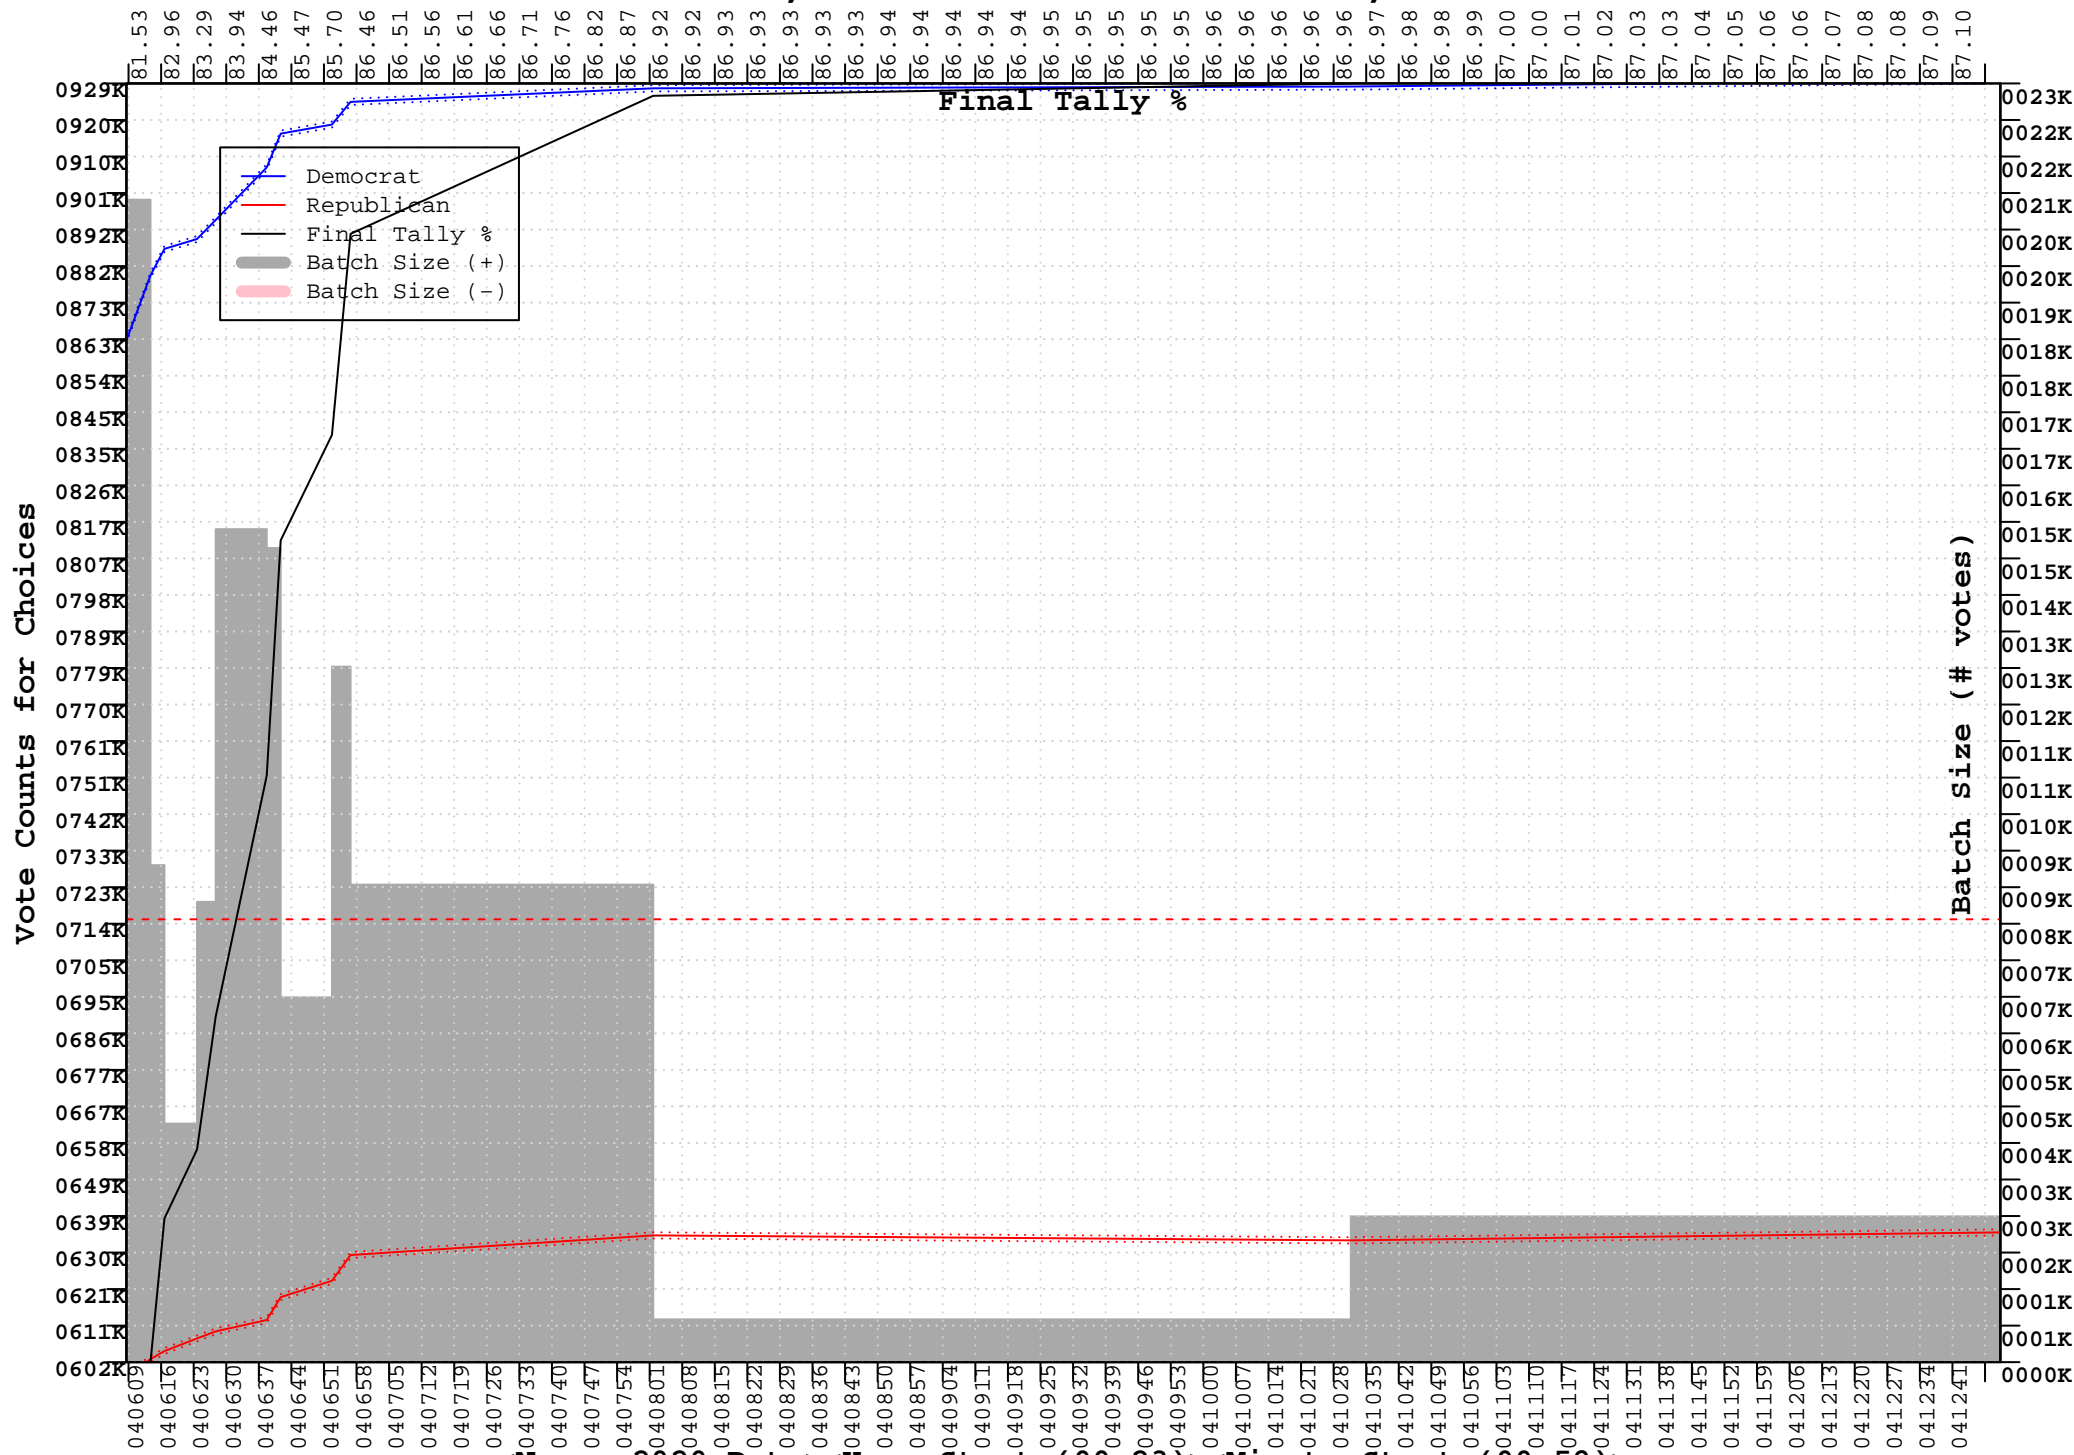 81.53 82.96 83.29 83.94 84.46 85.47 85.70 86.46 86.51 86.56 86.61 86.66 86.71 86.76 86.82 86.87 86.92 86.92 86.93 86.93 86.93 86.93 86.94 86.94 86.94 86.94 86.94 86.94 86.95 86.95 86.95 86.95 86.95 86.96 86.96 86.96 86.96 86.96 86.97 86.98 86.98 86.99 87.00 87.00 87.01 87.02 87.03 87.03 87.04 87.05 87.06 87.06 87.07 87.08 87.08 87.09 87.10
Final Tally %
Democrat
Republican
Final Tally %
Batch Size (+)
Batch Size (-)
Vote Counts for Choices
0929K
0920K
0910K
0901K
0892K
0882K
0873K
0863K
0854K
0845K
0835K
0826K
0817K
0807K
0798K
0789K
0779K
0770K
0761K
0751K
0742K
0733K
0723K
0714K
0705K
0695K
0686K
0677K
0667K
0658K
0649K
0639K
0630K
0621K
0611K
0602K
Batch Size (# votes)
0023K
0022K
0022K
0021K
0020K
0020K
0019K
0018K
0018K
0017K
0017K
0016K
0015K
0015K
0014K
0013K
0013K
0012K
0011K
0011K
0010K
0009K
0009K
0008K
0007K
0007K
0006K
0005K
0005K
0004K
0003K
0003K
0002K
0001K
0001K
0000K
040609 040616 040623 040630 040637 040644 040651 040658 040705 040712 040719 040726 040733 040740 040747 040754 040801 040808 040815 040822 040829 040836 040843 040850 040857 040904 040911 040918 040925 040932 040939 040946 040953 041000 041007 041014 041021 041028 041035 041042 041049 041056 041103 041110 041117 041124 041131 041138 041145 041152 041159 041206 041213 041220 041227 041234 041241